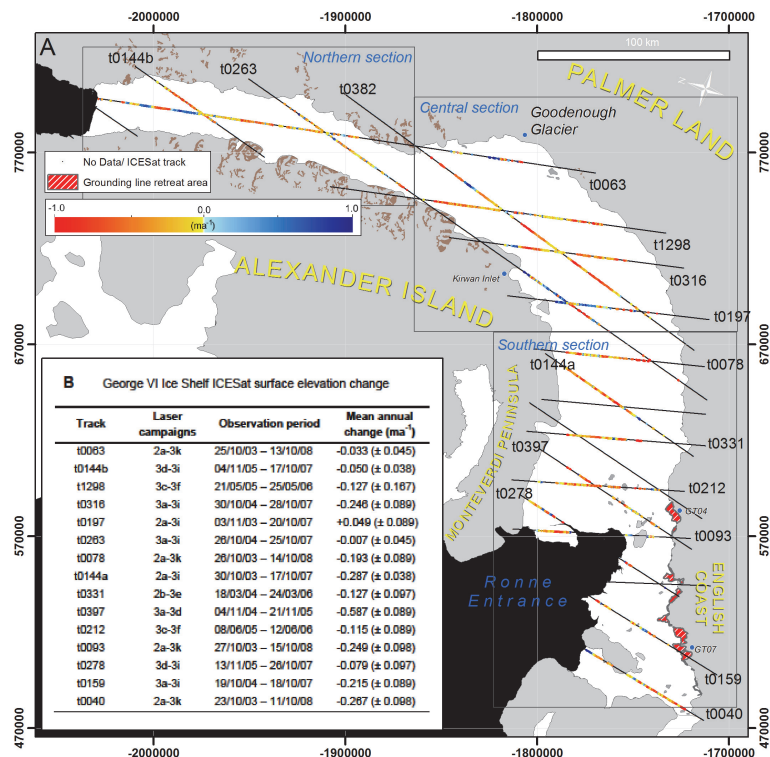 -2000000 -1900000 -1800000 -1700000
A
t0144b
t0263
t0382
Northern section
100 km
PALMER LAND
N
Central section
Goodenough
Glacier
770000
770000
No Data/ ICESat track
Grounding line retreat area
-1.0 0.0 1.0
(ma-1)
t0063
t1298
t0316
t0197
ALEXANDER ISLAND
Kirwan Inlet
670000
670000
Southern section
t0144a
t0078
MONTEVERDI PENINSULA
t0397
t0331
t0278
t0212
GT04
570000
570000
t0093
Ronne
Entrance
ENGLISH
COAST
GT07
t0159
t0040
470000
470000
B George VI Ice Shelf ICESat surface elevation change
Track Laser campaigns Observation period Mean annual change (ma-1)
t0063 2a-3k 25/10/03 – 13/10/08 -0.033 (± 0.045)
t0144b 3d-3i 04/11/05 – 17/10/07 -0.050 (± 0.038)
t1298 3c-3f 21/05/05 – 25/05/06 -0.127 (± 0.167)
t0316 3a-3i 30/10/04 – 28/10/07 -0.246 (± 0.089)
t0197 2a-3i 03/11/03 – 20/10/07 +0.049 (± 0.089)
t0263 3a-3i 26/10/04 – 25/10/07 -0.007 (± 0.045)
t0078 2a-3k 26/10/03 – 14/10/08 -0.193 (± 0.089)
t0144a 2a-3i 30/10/03 – 17/10/07 -0.287 (± 0.038)
t0331 2b-3e 18/03/04 – 24/03/06 -0.127 (± 0.097)
t0397 3a-3d 04/11/04 – 21/11/05 -0.587 (± 0.089)
t0212 3c-3f 08/06/05 – 12/06/06 -0.115 (± 0.089)
t0093 2a-3k 27/10/03 – 15/10/08 -0.249 (± 0.098)
t0278 3d-3i 13/11/05 – 26/10/07 -0.079 (± 0.097)
t0159 3a-3i 19/10/04 – 18/10/07 -0.215 (± 0.089)
t0040 2a-3k 23/10/03 – 11/10/08 -0.267 (± 0.098)
-2000000 -1900000 -1800000 -1700000